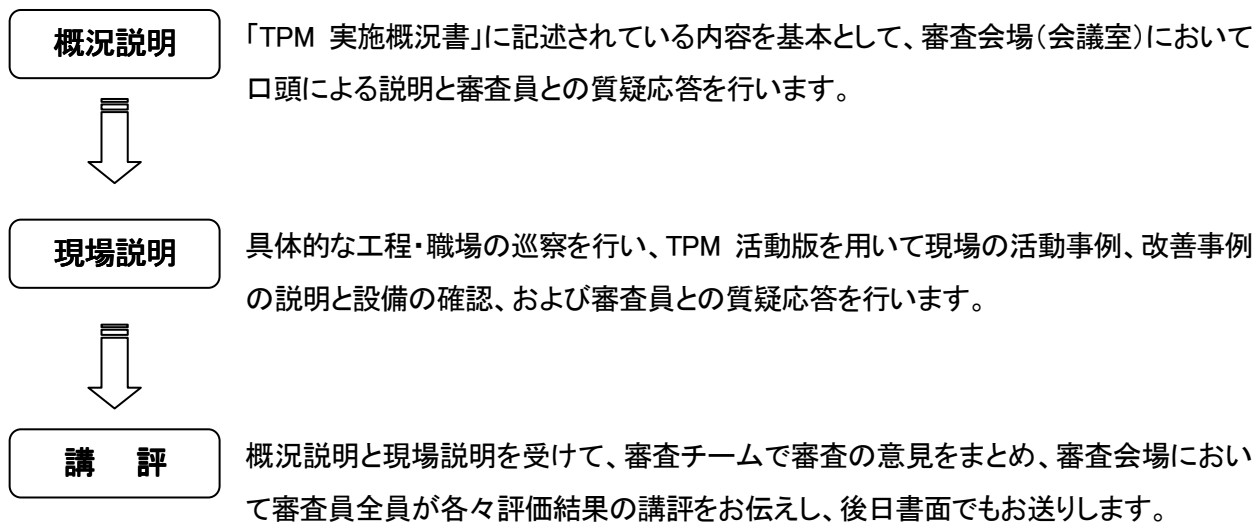 概況説明
「TPM 実施概況書」に記述されている内容を基本として、審査会場(会議室)において
口頭による説明と審査員との質疑応答を行います。
現場説明
具体的な工程・職場の巡察を行い、TPM 活動版を用いて現場の活動事例、改善事例
の説明と設備の確認、および審査員との質疑応答を行います。
講 評
概況説明と現場説明を受けて、審査チームで審査の意見をまとめ、審査会場におい
て審査員全員が各々評価結果の講評をお伝えし、後日書面でもお送りします。